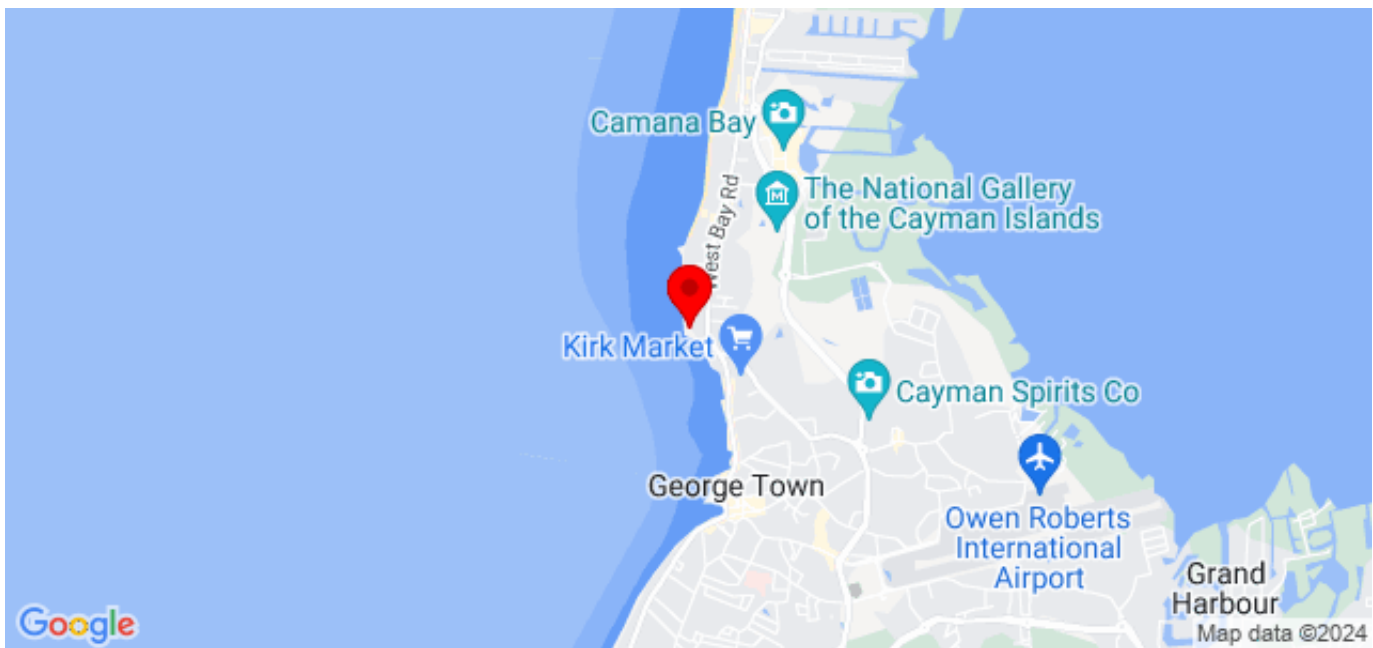 Camana Bay
The National Gallery
of the Cayman Islands
West Bay Rd
Kirk Market
Cayman Spirits Co
George Town
Owen Roberts
International
Airport
Grand
Harbour
Google
Map data ©2024